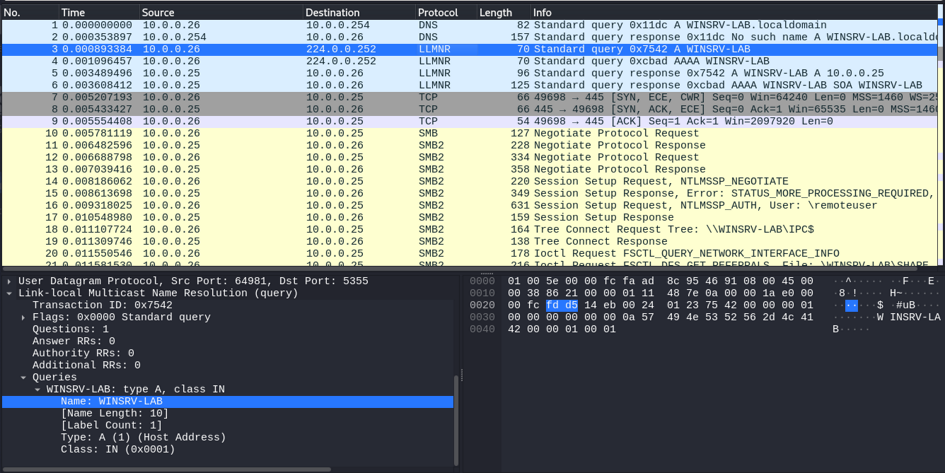 No. Time Source Destination Protocol Length Info
1 0.000000000 10.0.0.26 10.0.0.254 DNS 82 Standard query 0x11dc A WINSRV-LAB.localdomain
2 0.000353897 10.0.0.254 10.0.0.26 DNS 157 Standard query response 0x11dc No such name A WINSRV-LAB.locald
3 0.000893384 10.0.0.26 224.0.0.252 LLMNR 70 Standard query 0x7542 A WINSRV-LAB
4 0.001096457 10.0.0.26 224.0.0.252 LLMNR 70 Standard query 0xcbad AAAA WINSRV-LAB
5 0.003489496 10.0.0.25 10.0.0.26 LLMNR 96 Standard query response 0x7542 A WINSRV-LAB A 10.0.0.25
6 0.003608412 10.0.0.25 10.0.0.26 LLMNR 125 Standard query response 0xcbad AAAA WINSRV-LAB SOA WINSRV-LAB
7 0.005207193 10.0.0.26 10.0.0.25 TCP 66 49698 → 445 [SYN, ECE, CWR] Seq=0 Win=64240 Len=0 MSS=1460 WS=25
8 0.005433427 10.0.0.25 10.0.0.26 TCP 66 445 → 49698 [SYN, ACK, ECE] Seq=0 Ack=1 Win=65535 Len=0 MSS=1460
9 0.005554408 10.0.0.26 10.0.0.25 TCP 54 49698 → 445 [ACK] Seq=1 Ack=1 Win=2097920 Len=0
10 0.005781119 10.0.0.26 10.0.0.25 SMB 127 Negotiate Protocol Request
11 0.006482596 10.0.0.25 10.0.0.26 SMB2 228 Negotiate Protocol Response
12 0.006688798 10.0.0.26 10.0.0.25 SMB2 334 Negotiate Protocol Request
13 0.007039416 10.0.0.25 10.0.0.26 SMB2 358 Negotiate Protocol Response
14 0.008186062 10.0.0.26 10.0.0.25 SMB2 220 Session Setup Request, NTLMSSP_NEGOTIATE
15 0.008613698 10.0.0.25 10.0.0.26 SMB2 349 Session Setup Response, Error: STATUS_MORE_PROCESSING_REQUIRED,
16 0.009318025 10.0.0.26 10.0.0.25 SMB2 631 Session Setup Request, NTLMSSP_AUTH, User: \remoteuser
17 0.010548980 10.0.0.25 10.0.0.26 SMB2 159 Session Setup Response
18 0.011107724 10.0.0.26 10.0.0.25 SMB2 164 Tree Connect Request Tree: \\WINSRV-LAB\IPC$
19 0.011309746 10.0.0.25 10.0.0.26 SMB2 138 Tree Connect Response
20 0.011550546 10.0.0.26 10.0.0.25 SMB2 178 Ioctl Request FSCTL_QUERY_NETWORK_INTERFACE_INFO
21 0.011581530 10.0.0.26 10.0.0.25 SMB2 216 Ioctl Request FSCTL_DFS_GET_REFERRALS, File: \WINSRV-LAB\SHARE
User Datagram Protocol, Src Port: 64981, Dst Port: 5355
Link-local Multicast Name Resolution (query)
Transaction ID: 0x7542
Flags: 0x0000 Standard query
Questions: 1
Answer RRs: 0
Authority RRs: 0
Additional RRs: 0
Queries
WINSRV-LAB: type A, class IN
Name: WINSRV-LAB
[Name Length: 10]
[Label Count: 1]
Type: A (1) (Host Address)
Class: IN (0x0001)
0000 01 00 5e 00 00 fc fa ad 8c 95 46 91 08 00 45 00 ··^····· ··F···E·
0010 00 38 86 21 00 00 01 11 48 7e 0a 00 00 1a e0 00 ·8·!···· H~······
0020 00 fc fd d5 14 eb 00 24 01 23 75 42 00 00 00 01 ·······$ ·#uB····
0030 00 00 00 00 00 00 0a 57 49 4e 53 52 56 2d 4c 41 ·······W INSRV-LA
0040 42 00 00 01 00 01 B·····